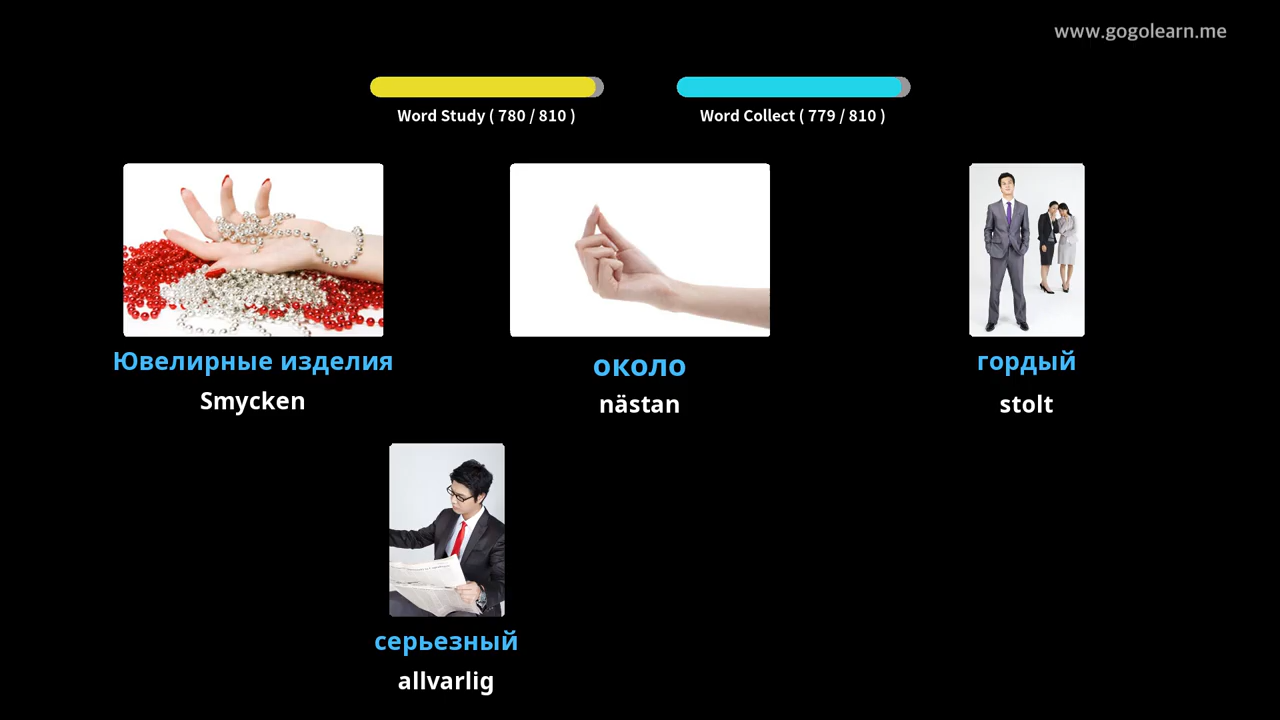 www.gogolearn.me
Word Study ( 780 / 810 )
Word Collect ( 779 / 810 )
Ювелирные изделия
Smycken
около
nästan
гордый
stolt
серьезный
allvarlig